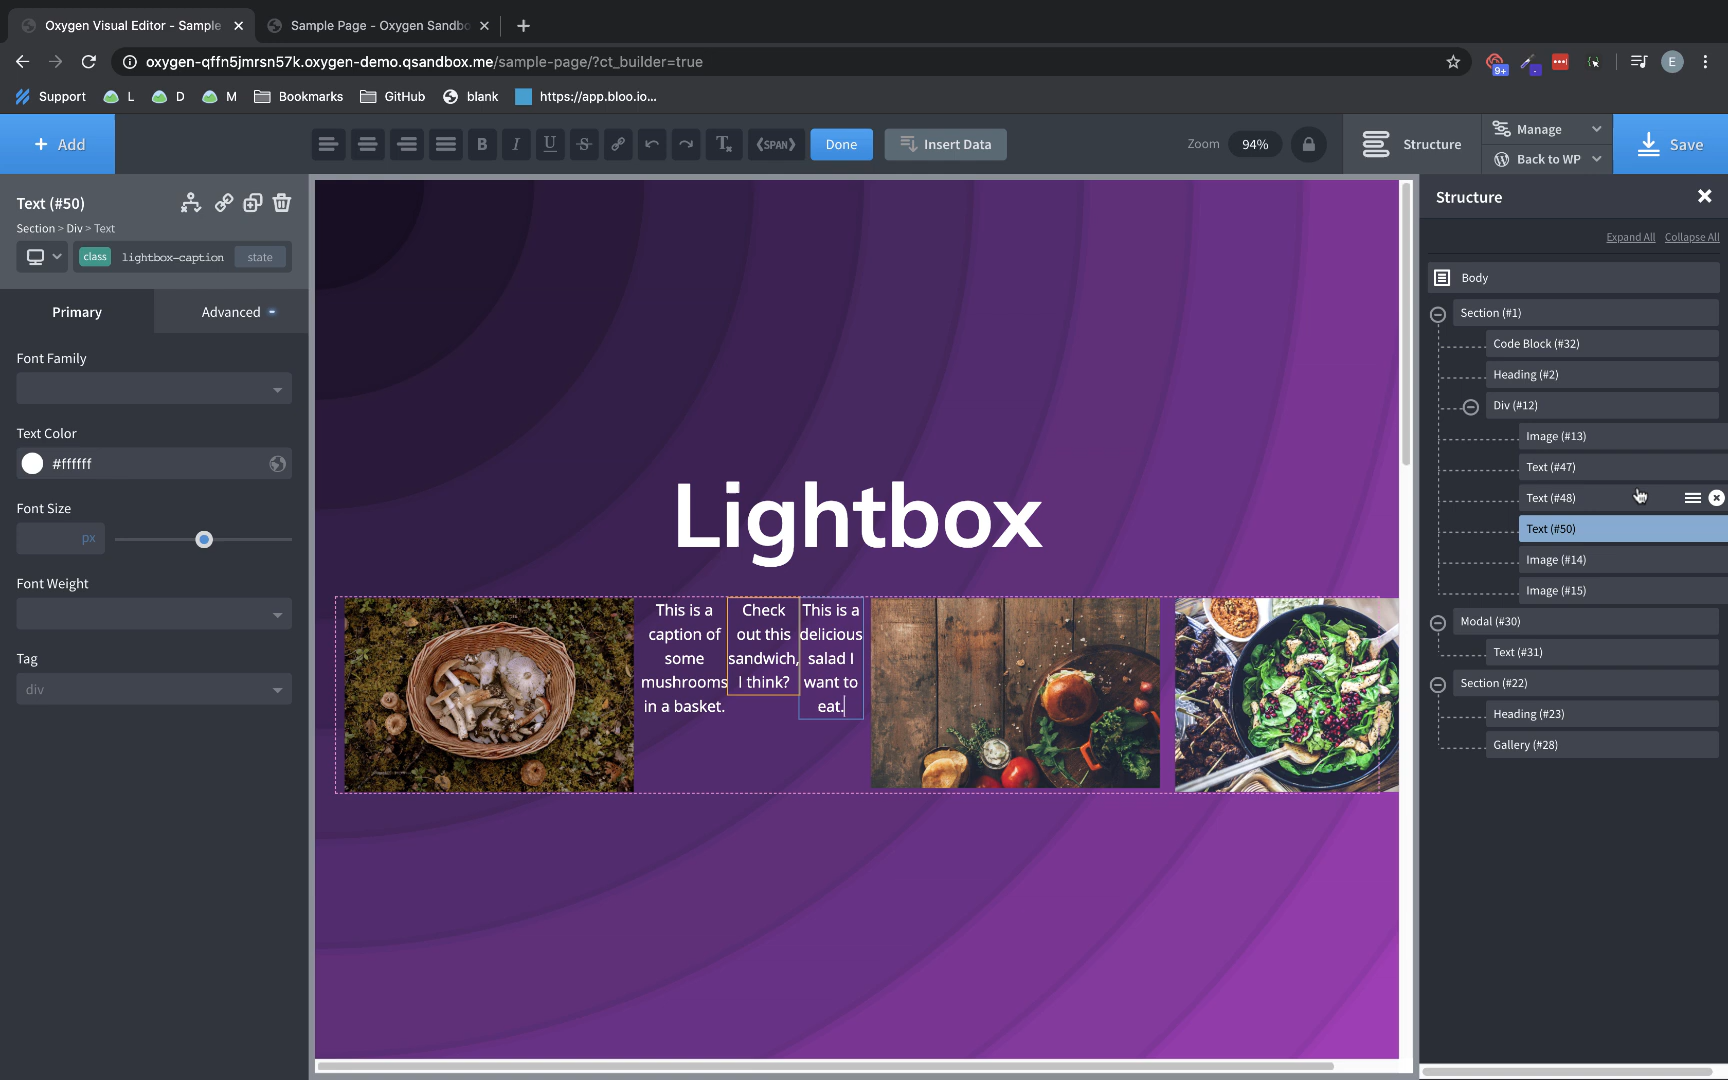 Oxygen Visual Editor - Sample
Sample Page - Oxygen Sandbo
oxygen-qffn5jmrsn57k.oxygen-demo.qsandbox.me/sample-page/?ct_builder=true
9+
E
Support
L
D
M
Bookmarks
GitHub
blank
https://app.bloo.io...
+ Add
B
I
U
S
<SPAN>
Done
Insert Data
Zoom
94%
Structure
Manage
Back to WP
Save
Text (#50)
Section > Div > Text
class
lightbox-caption
state
Primary
Advanced
Font Family
Text Color
#ffffff
Font Size
px
Font Weight
Tag
div
Lightbox
This is a
caption of
some
mushrooms
in a basket.
Check
out this
sandwich,
I think?
This is a
delicious
salad I
want to
eat.
Structure
Expand All
Collapse All
Body
Section (#1)
Code Block (#32)
Heading (#2)
Div (#12)
Image (#13)
Text (#47)
Text (#48)
Text (#50)
Image (#14)
Image (#15)
Modal (#30)
Text (#31)
Section (#22)
Heading (#23)
Gallery (#28)